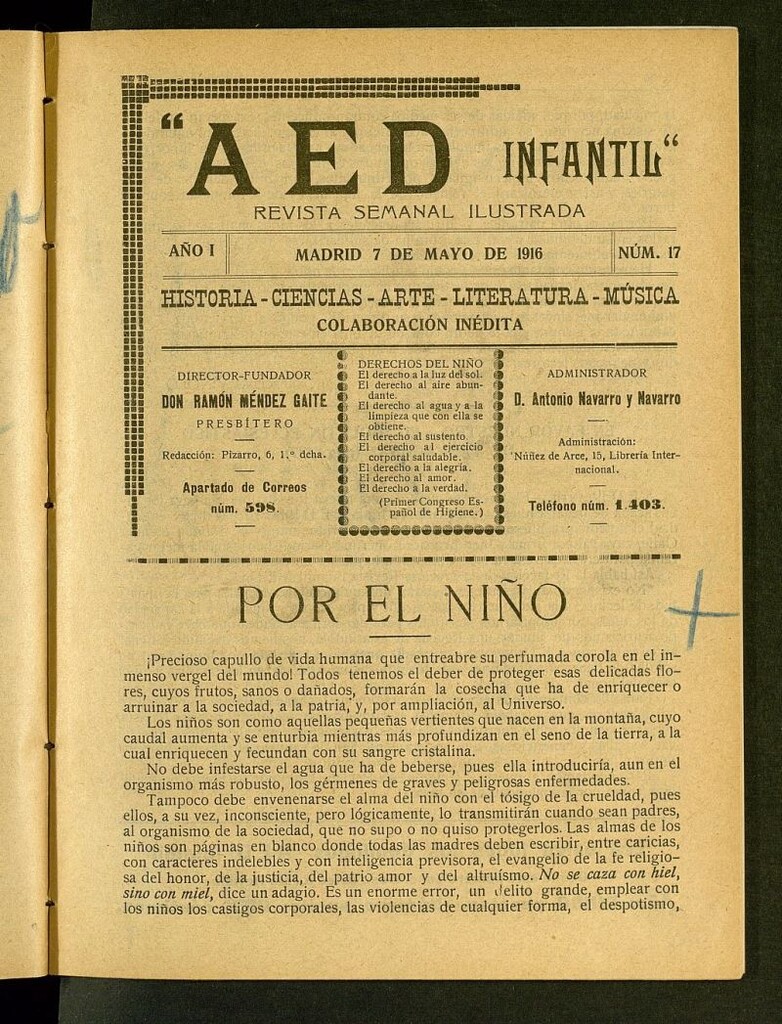 "AED INFANTIL"
REVISTA SEMANAL ILUSTRADA
AÑO I
MADRID 7 DE MAYO DE 1916
NÚM. 17
HISTORIA - CIENCIAS - ARTE - LITERATURA - MÚSICA
COLABORACIÓN INÉDITA
DIRECTOR-FUNDADOR
DON RAMÓN MÉNDEZ GAITE
PRESBÍTERO
Redacción: Pizarro, 6, 1.º dcha.
Apartado de Correos
núm. 598.
DERECHOS DEL NIÑO
El derecho a la luz del sol.
El derecho al aire abun-
dante.
El derecho al agua y a la
limpieza que con ella se
obtiene.
El derecho al sustento.
El derecho al ejercicio
corporal saludable.
El derecho a la alegría.
El derecho al amor.
El derecho a la verdad.
(Primer Congreso Es-
pañol de Higiene.)
ADMINISTRADOR
D. Antonio Navarro y Navarro
Administración:
Núñez de Arce, 15, Librería Inter-
nacional.
Teléfono núm. 1.403.
POR EL NIÑO
¡Precioso capullo de vida humana que entreabre su perfumada corola en el in-
menso vergel del mundo! Todos tenemos el deber de proteger esas delicadas flo-
res, cuyos frutos, sanos o dañados, formarán la cosecha que ha de enriquecer o
arruinar a la sociedad, a la patria, y, por ampliación, al Universo.
Los niños son como aquellas pequeñas vertientes que nacen en la montaña, cuyo
caudal aumenta y se enturbia mientras más profundizan en el seno de la tierra, a la
cual enriquecen y fecundan con su sangre cristalina.
No debe infestarse el agua que ha de beberse, pues ella introduciría, aun en el
organismo más robusto, los gérmenes de graves y peligrosas enfermedades.
Tampoco debe envenenarse el alma del niño con el tósigo de la crueldad, pues
ellos, a su vez, inconsciente, pero lógicamente, lo transmitirán cuando sean padres,
al organismo de la sociedad, que no supo o no quiso protegerlos. Las almas de los
niños son páginas en blanco donde todas las madres deben escribir, entre caricias,
con caracteres indelebles y con inteligencia previsora, el evangelio de la fe religio-
sa del honor, de la justicia, del patrio amor y del altruísmo. No se caza con hiel,
sino con miel, dice un adagio. Es un enorme error, un delito grande, emplear con
los niños los castigos corporales, las violencias de cualquier forma, el despotismo,